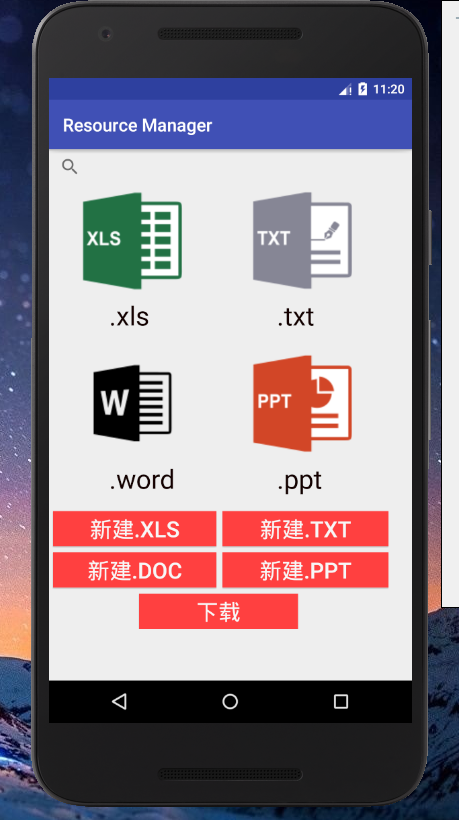 11:20
Resource Manager
XLS
TXT
.xls
.txt
W
PPT
.word
.ppt
新建.XLS
新建.TXT
新建.DOC
新建.PPT
下载